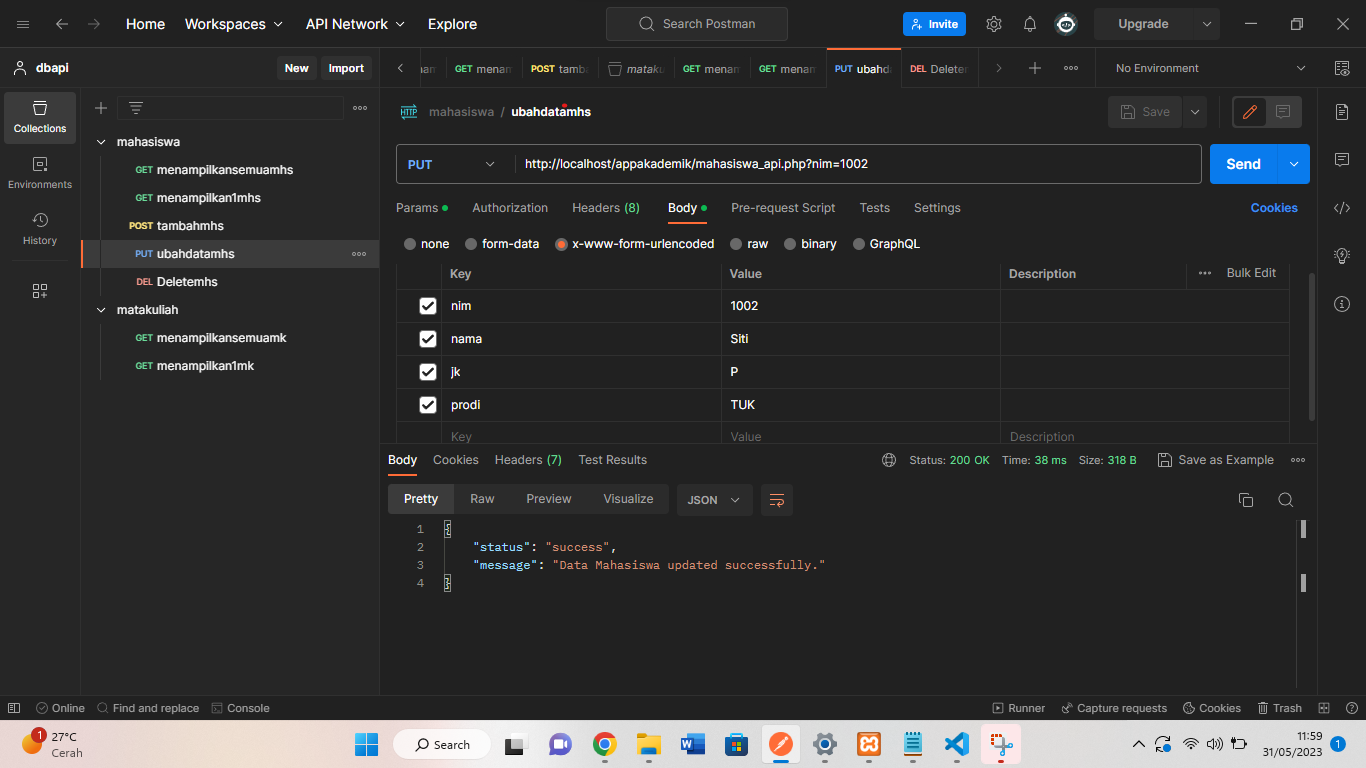 Home Workspaces API Network Explore Search Postman Invite Upgrade
dbapi New Import
GET menam POST tamb mataku GET menam GET menam PUT ubahd DEL Deleter No Environment
Collections
Environments
History
mahasiswa
GET menampilkansemuamhs
GET menampilkan1mhs
POST tambahmhs
PUT ubahdatamhs
DEL Deletemhs
matakuliah
GET menampilkansemuamk
GET menampilkan1mk
HTTP mahasiswa / ubahdatamhs Save
PUT http://localhost/appakademik/mahasiswa_api.php?nim=1002 Send
Params Authorization Headers (8) Body Pre-request Script Tests Settings Cookies
none form-data x-www-form-urlencoded raw binary GraphQL
Key Value Description Bulk Edit
nim 1002
nama Siti
jk P
prodi TUK
Key Value Description
Body Cookies Headers (7) Test Results Status: 200 OK Time: 38 ms Size: 318 B Save as Example
Pretty Raw Preview Visualize JSON
1 {
2 "status": "success",
3 "message": "Data Mahasiswa updated successfully."
4 }
Online Find and replace Console Runner Capture requests Cookies Trash
1 27°C
Cerah
Search
11:59
31/05/2023 1